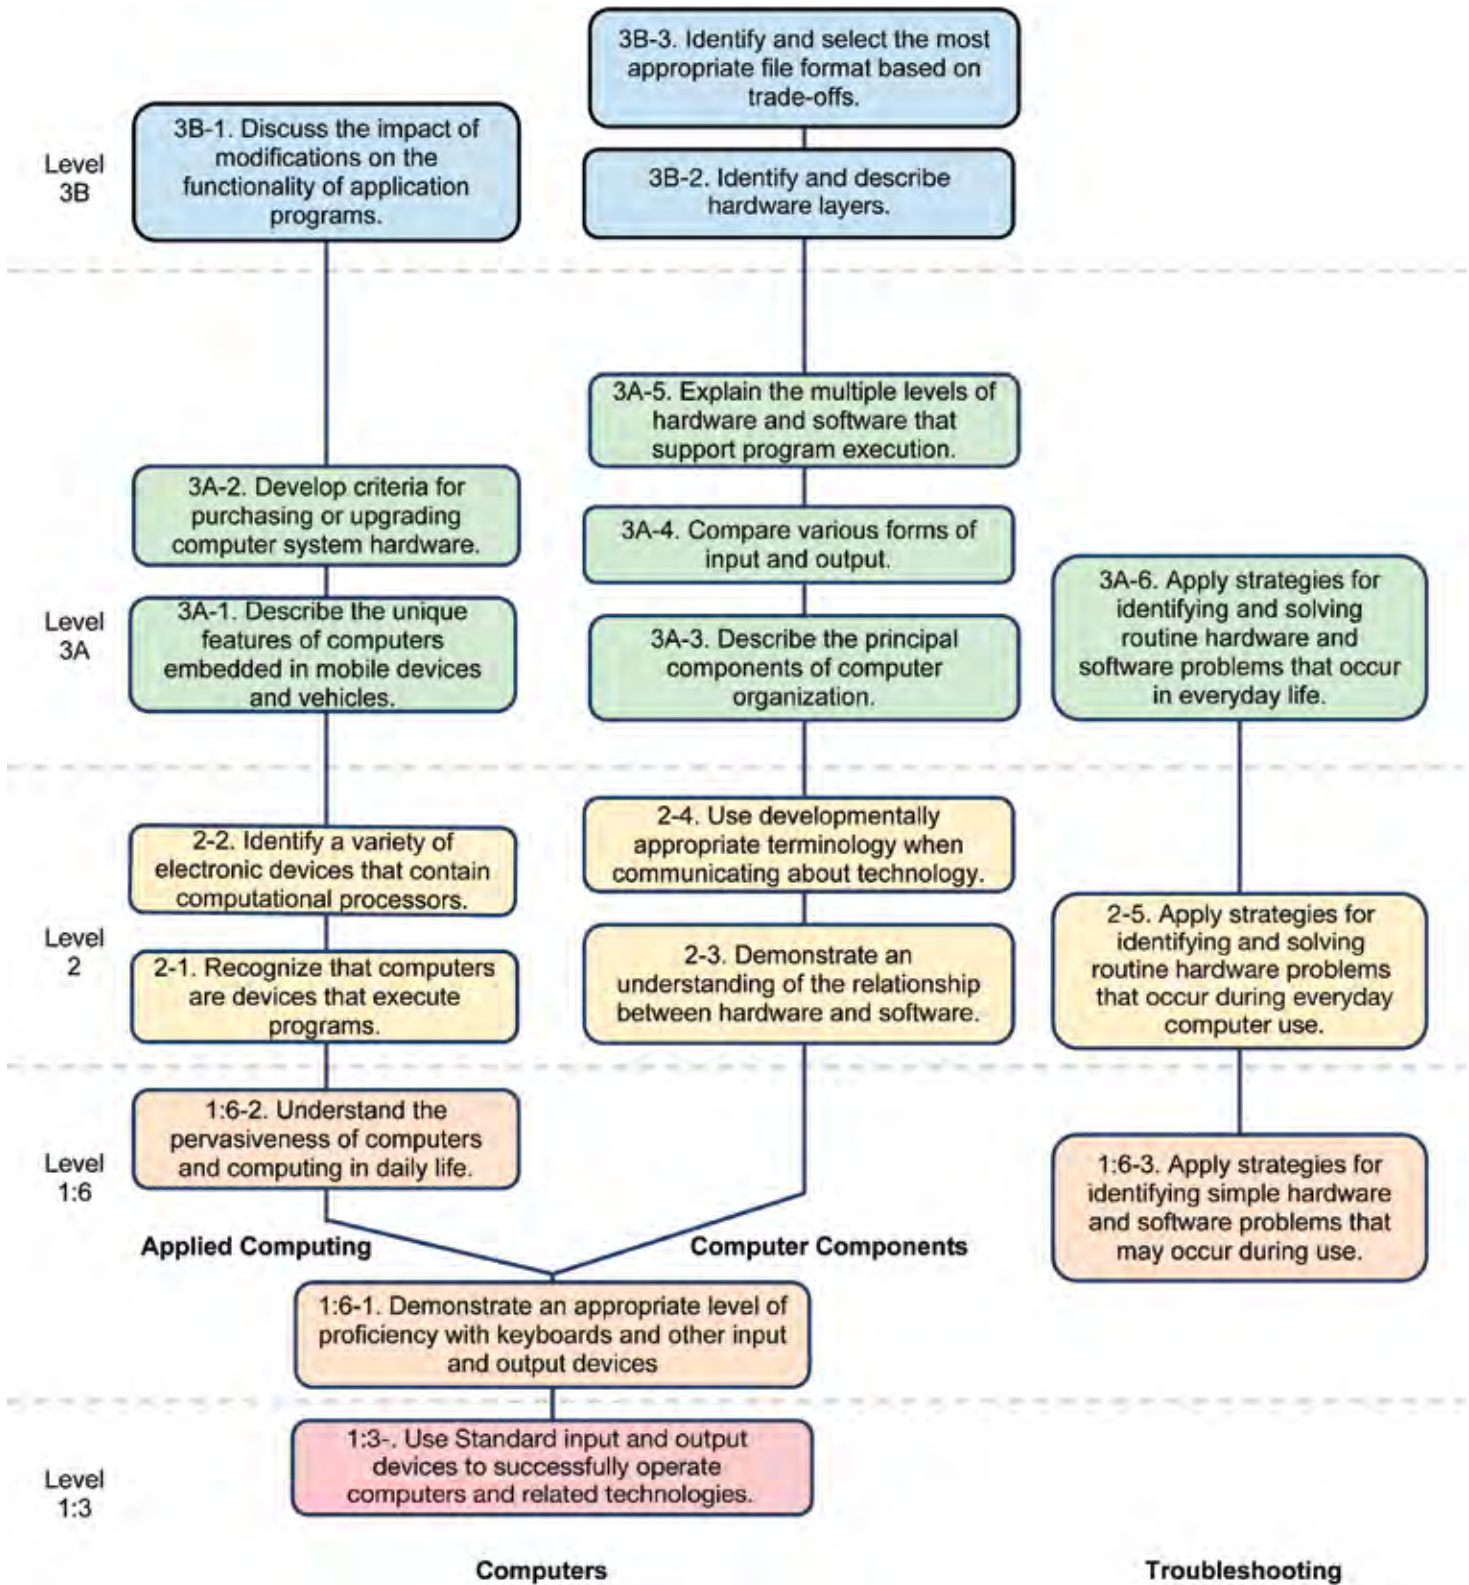 3B-3. Identify and select the most
appropriate file format based on
trade-offs.
3B-1. Discuss the impact of
modifications on the
functionality of application
programs.
Level
3B
3B-2. Identify and describe
hardware layers.
3A-5. Explain the multiple levels of
hardware and software that
support program execution.
3A-2. Develop criteria for
purchasing or upgrading
computer system hardware.
3A-4. Compare various forms of
input and output.
3A-6. Apply strategies for
identifying and solving
routine hardware and
software problems that occur
in everyday life.
Level
3A
3A-1. Describe the unique
features of computers
embedded in mobile devices
and vehicles.
3A-3. Describe the principal
components of computer
organization.
2-2. Identify a variety of
electronic devices that contain
computational processors.
2-4. Use developmentally
appropriate terminology when
communicating about technology.
Level
2
2-1. Recognize that computers
are devices that execute
programs.
2-3. Demonstrate an
understanding of the relationship
between hardware and software.
2-5. Apply strategies for
identifying and solving
routine hardware problems
that occur during everyday
computer use.
Level
1:6
1:6-2. Understand the
pervasiveness of computers
and computing in daily life.
1:6-3. Apply strategies for
identifying simple hardware
and software problems that
may occur during use.
Applied Computing
Computer Components
1:6-1. Demonstrate an appropriate level of
proficiency with keyboards and other input
and output devices
Level
1:3
1:3-. Use Standard input and output
devices to successfully operate
computers and related technologies.
Computers
Troubleshooting